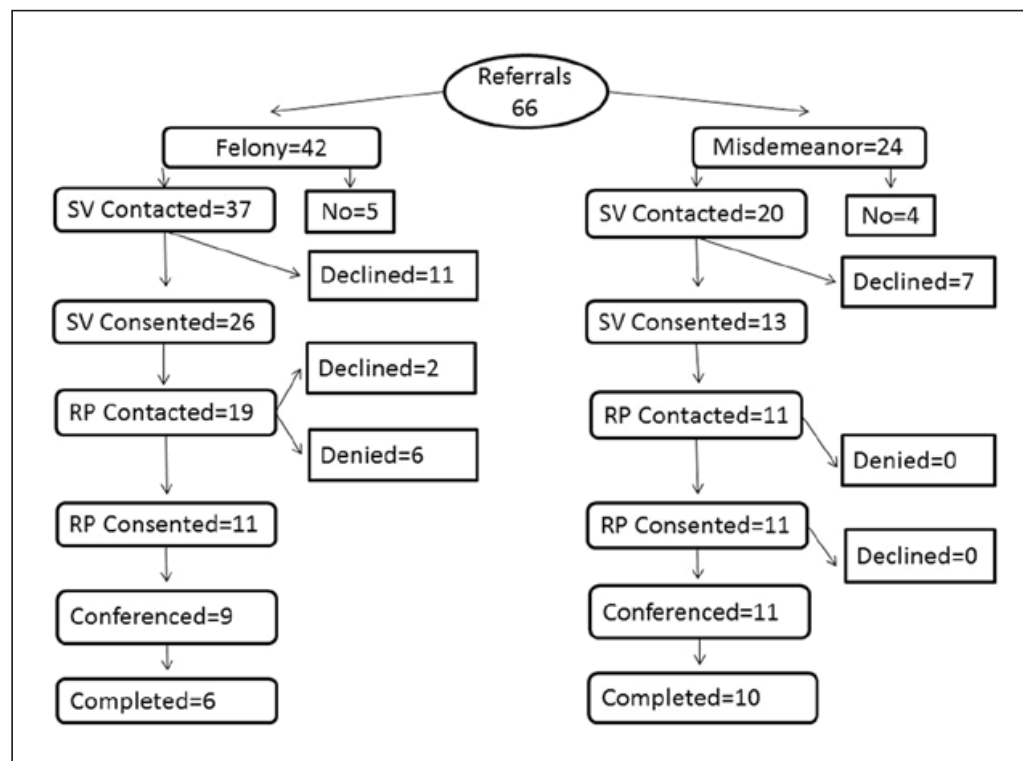 Referrals
66
Felony=42
Misdemeanor=24
SV Contacted=37
No=5
SV Contacted=20
No=4
Declined=11
Declined=7
SV Consented=26
SV Consented=13
Declined=2
RP Contacted=19
RP Contacted=11
Denied=6
Denied=0
RP Consented=11
RP Consented=11
Declined=0
Conferenced=9
Conferenced=11
Completed=6
Completed=10